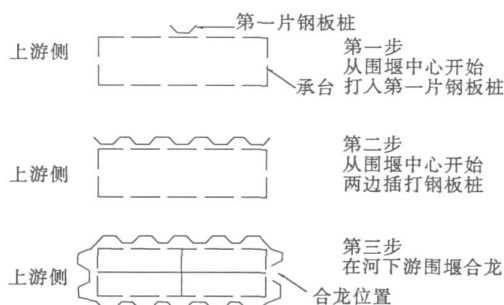 第一片钢板桩
上游侧
第一步
从围堰中心开始
打入第一片钢板桩
承台
上游侧
第二步
从围堰中心开始
两边插打钢板桩
上游侧
第三步
在河下游围堰合龙
合龙位置